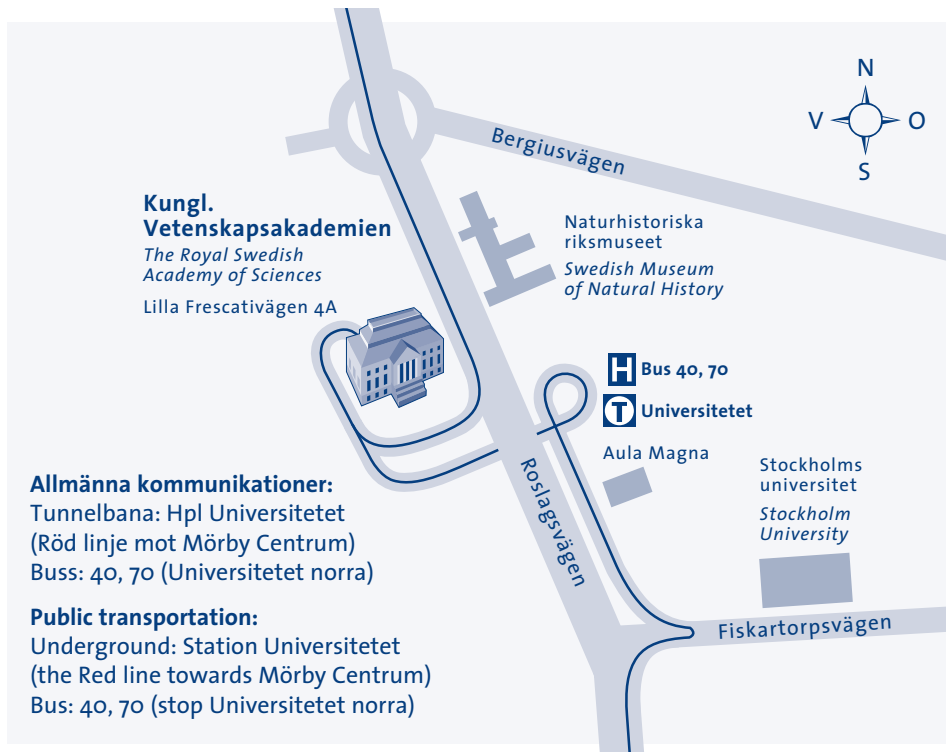 N
V
O
S
Bergiusvägen
Kungl.
Vetenskapsakademien
The Royal Swedish
Academy of Sciences
Lilla Frescativägen 4A
Naturhistoriska
riksmuseet
Swedish Museum
of Natural History
H Bus 40, 70
T Universitetet
Aula Magna
Stockholms
universitet
Stockholm
University
Roslagsvägen
Fiskartorpsvägen
Allmänna kommunikationer:
Tunnelbana: Hpl Universitetet
(Röd linje mot Mörby Centrum)
Buss: 40, 70 (Universitetet norra)
Public transportation:
Underground: Station Universitetet
(the Red line towards Mörby Centrum)
Bus: 40, 70 (stop Universitetet norra)